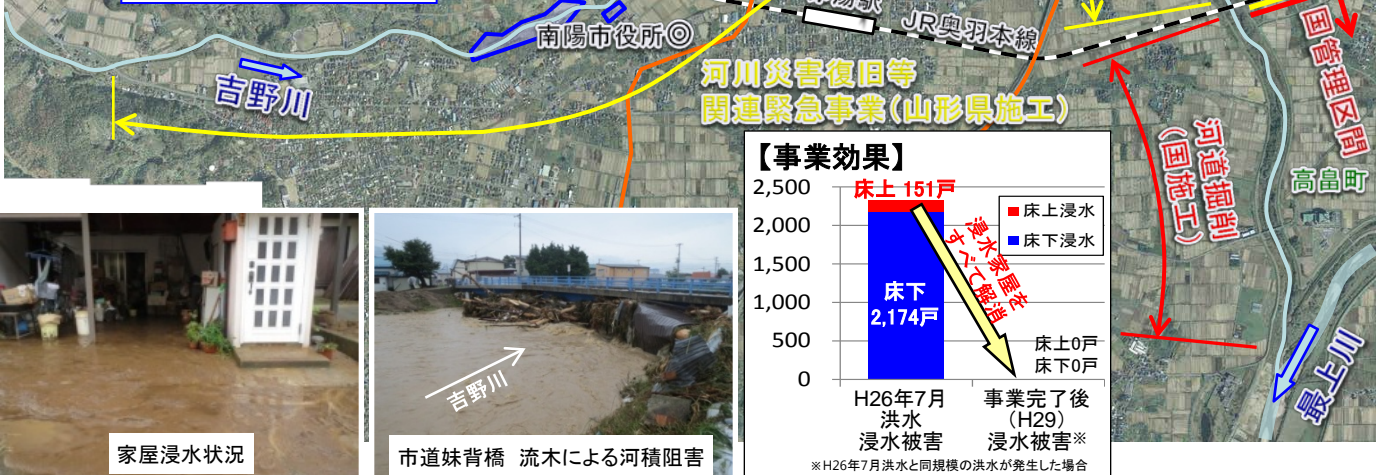 南陽市役所◎
JR奥羽本線
吉野川
河川災害復旧等
関連緊急事業(山形県施工)
国管理区間
河道掘削
(国施工)
高畠町
最上川
家屋浸水状況
吉野川
市道妹背橋 流木による河積阻害
【事業効果】
2,500
2,000
1,500
1,000
500
0
床上 151戸
床下
2,174戸
浸水家屋を
すべて解消
床上浸水
床下浸水
床上0戸
床下0戸
H26年7月
洪水
浸水被害
事業完了後
(H29)
浸水被害※
※H26年7月洪水と同規模の洪水が発生した場合